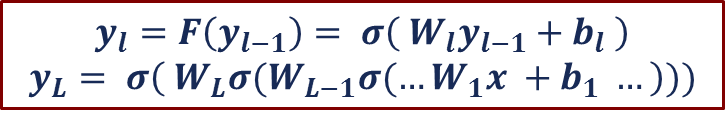 y_l = F(y_{l−1}) = σ( W_l y_{l−1} + b_l )
y_L = σ( W_L σ(W_{L−1} σ(… W_1 x + b_1 …)))